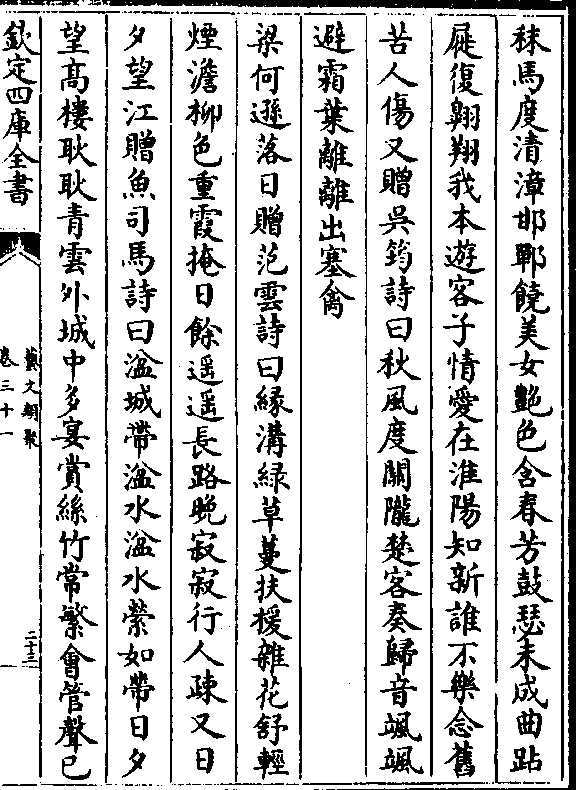 秣馬度清漳邯鄲饒美女艷色含春芳鼓瑟未成曲跕
屣復翱翔我本遊客子情愛在淮陽知新誰不樂念舊
苦人傷又贈吳筠詩曰秋風度關隴楚客奏歸音颯颯
避霜葉離離出塞禽
梁何遜落日贈范雲詩曰緑溝緑草蔓扶楥雜花舒輕
煙澹柳色重霞掩日餘遥遥長路晚寂寂行人疎又日
夕望江贈魚司馬詩曰湓城帶湓水湓水縈如帶日夕
望高樓耿耿青雲外城中多宴賞絲竹常繁會管聲已
欽定四庫全書
藝文類聚
卷三十一
二十三